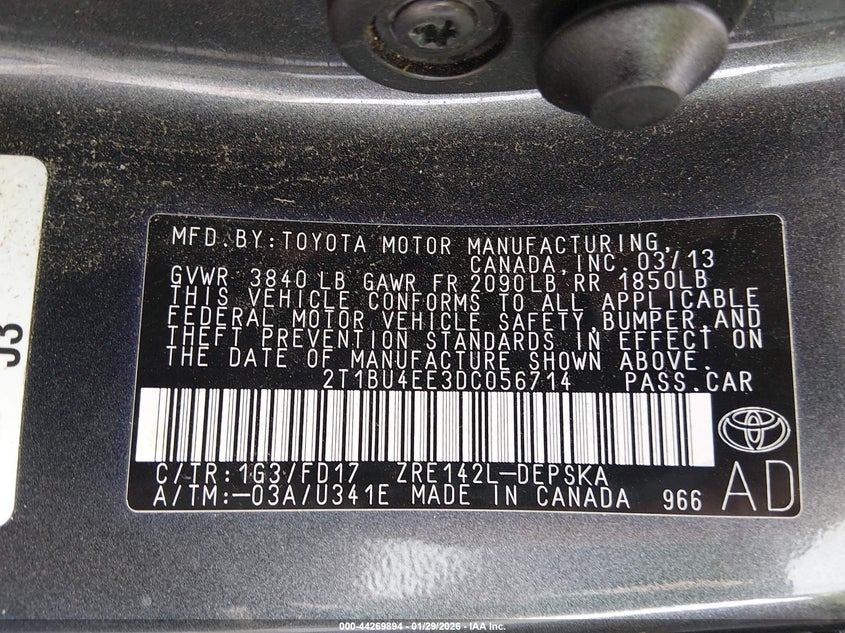 MFD.BY:TOYOTA MOTOR MANUFACTURING,
CANADA,INC. 03/13
GVWR 3840 LB GAWR FR 2090LB RR 1850LB
THIS VEHICLE CONFORMS TO ALL APPLICABLE
FEDERAL MOTOR VEHICLE SAFETY,BUMPER,AND
THEFT PREVENTION STANDARDS IN EFFECT ON
THE DATE OF MANUFACTURE SHOWN ABOVE.
2T1BU4EE3DC056714 PASS.CAR
C/TR:1G3/FD17 ZRE142L-DEPSKA
A/TM:-03A/U341E MADE IN CANADA 966
AD
J3
000-44269894 - 01/29/2026 - IAA Inc.